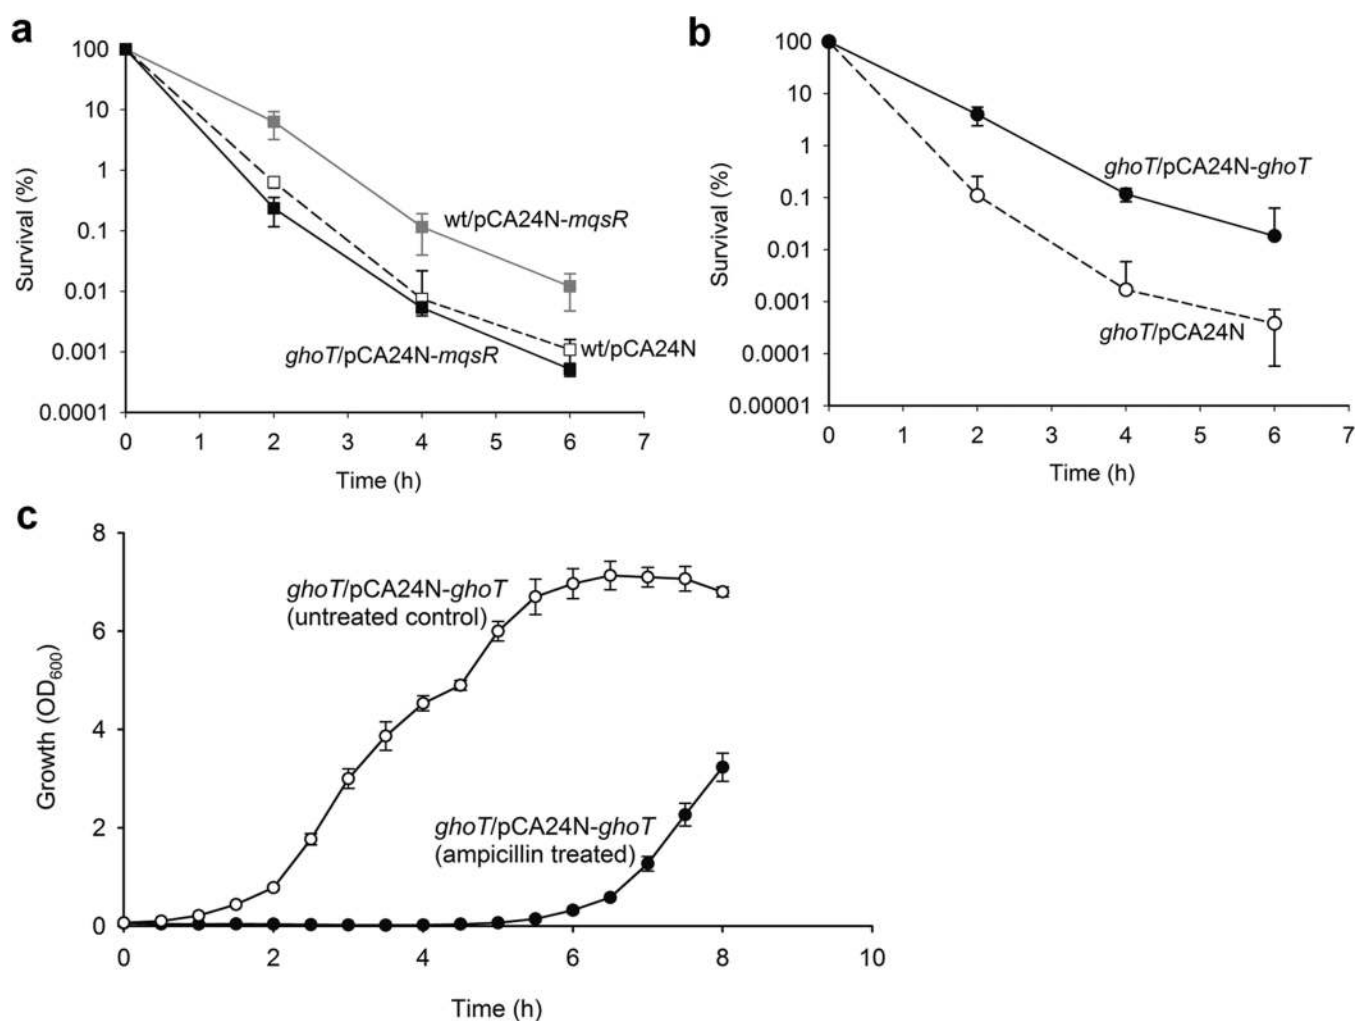 a
100
10
1
0.1
0.01
0.001
0.0001
Survival (%)
wt/pCA24N-mqsR
ghoT/pCA24N-mqsR
wt/pCA24N
0 1 2 3 4 5 6 7
Time (h)
b
100
10
1
0.1
0.01
0.001
0.0001
0.00001
Survival (%)
ghoT/pCA24N-ghoT
ghoT/pCA24N
0 1 2 3 4 5 6 7
Time (h)
c
8
6
4
2
0
Growth (OD600)
ghoT/pCA24N-ghoT
(untreated control)
ghoT/pCA24N-ghoT
(ampicillin treated)
0 2 4 6 8 10
Time (h)